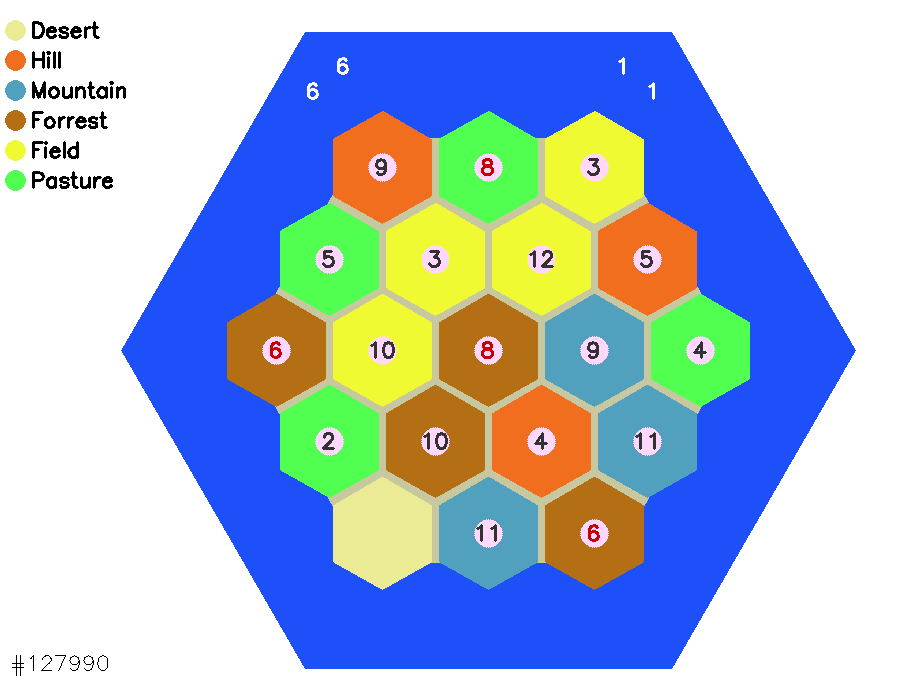 Desert
Hill
Mountain
Forrest
Field
Pasture
6 1
6 1
9 8 3
5 3 12 5
6 10 8 9 4
2 10 4 11
11 6
#127990